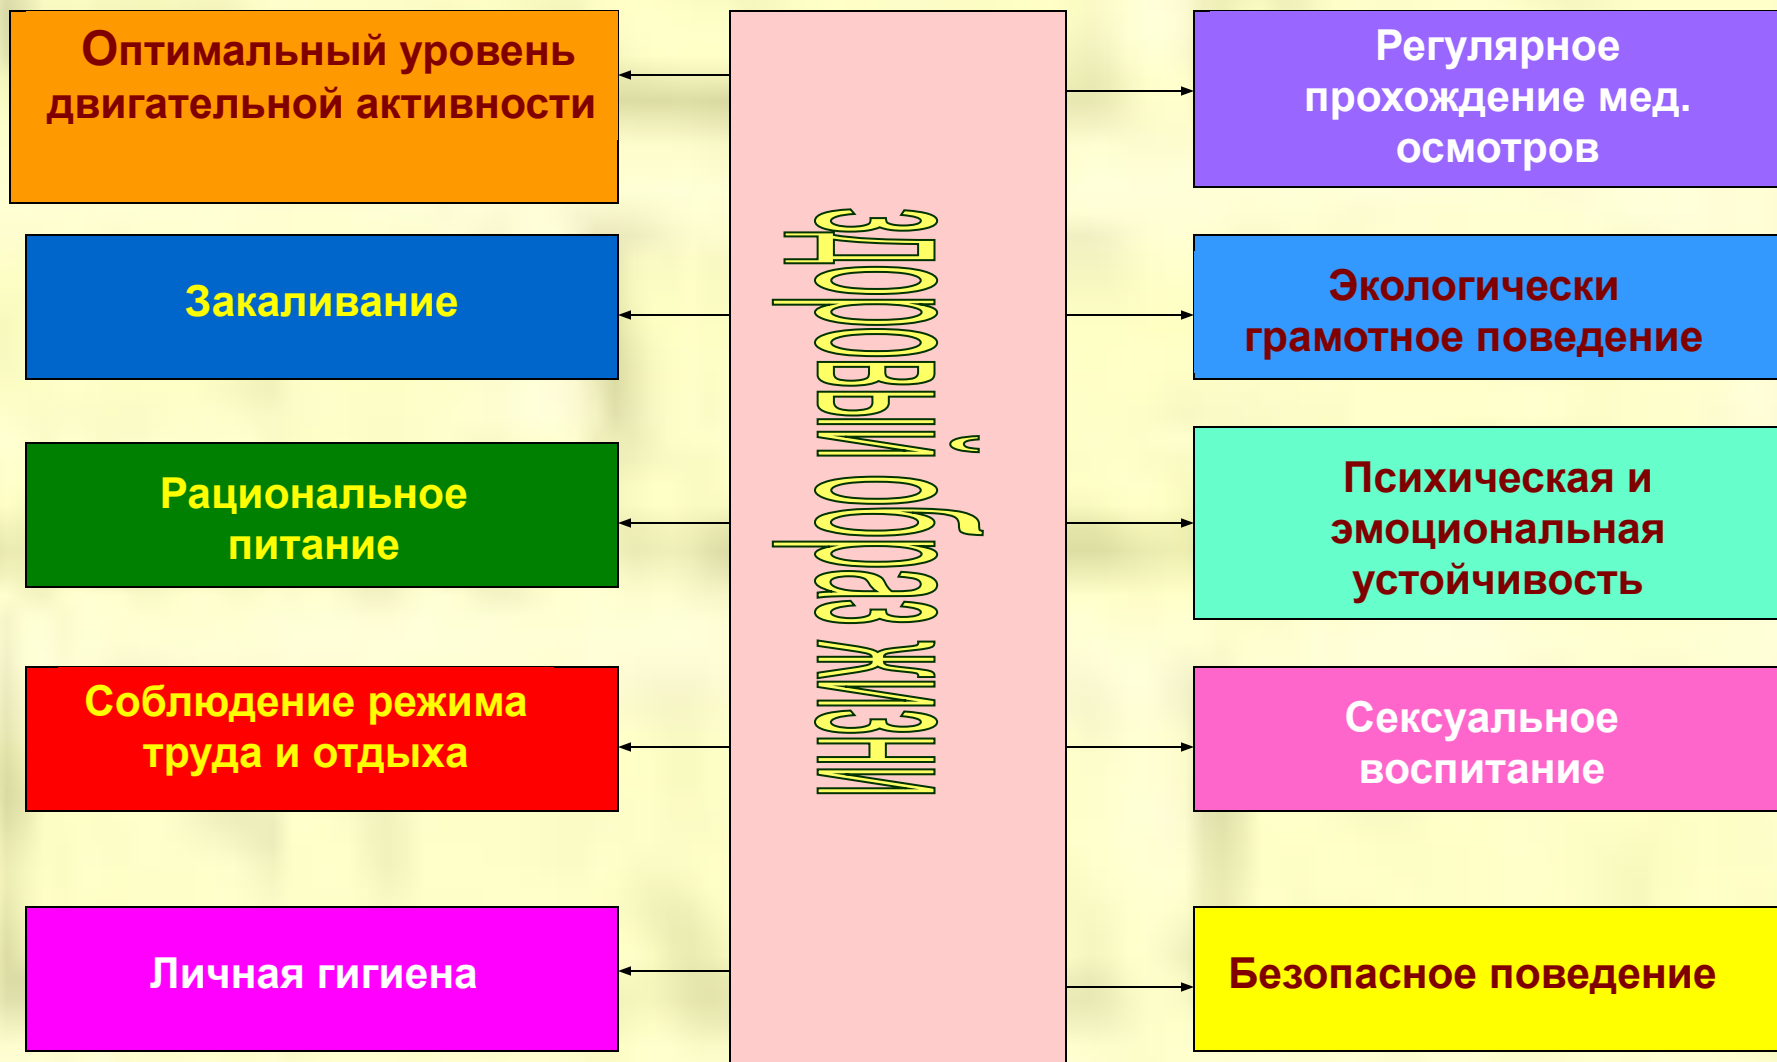 Оптимальный уровень
двигательной активности
Закаливание
Рациональное
питание
Соблюдение режима
труда и отдыха
Личная гигиена
здоровый образ жизни
Регулярное
прохождение мед.
осмотров
Экологически
грамотное поведение
Психическая и
эмоциональная
устойчивость
Сексуальное
воспитание
Безопасное поведение